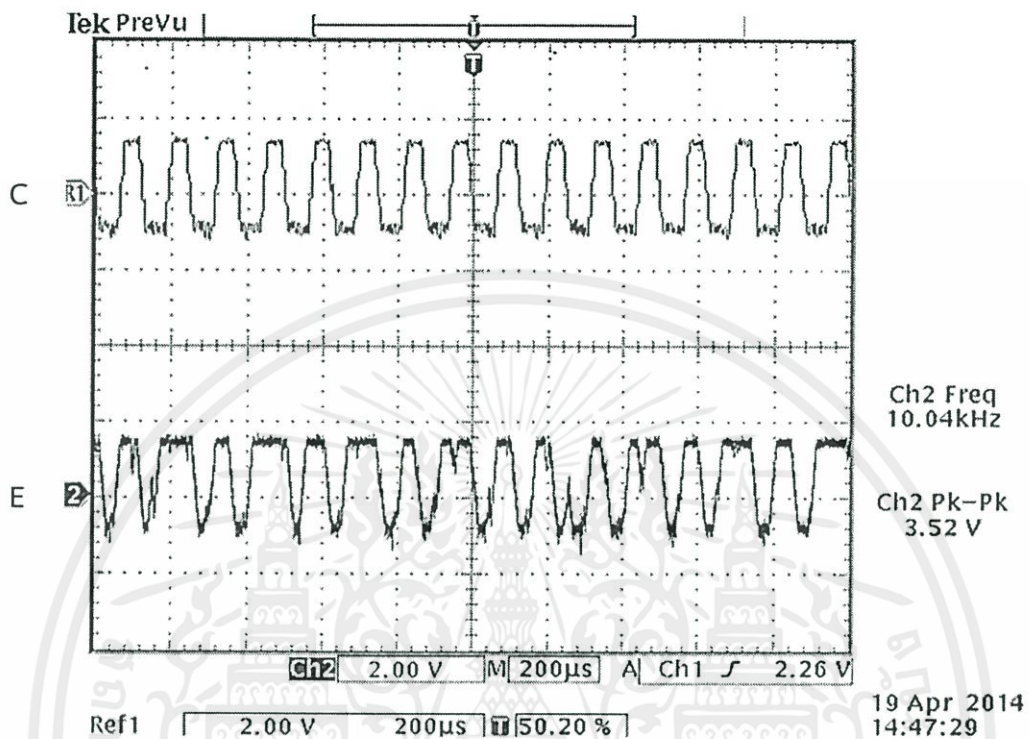 Tek PreVu
T
C
R1
Ch2 Freq
10.04kHz
E
2
Ch2 Pk-Pk
3.52 V
Ch2 2.00 V M 200µs A Ch1 2.26 V
19 Apr 2014
Ref1 2.00 V 200µs T 50.20 % 14:47:29